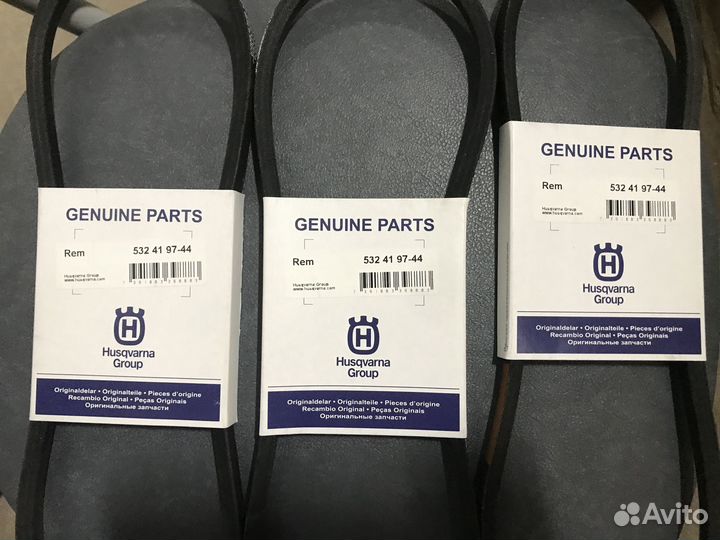 GENUINE PARTS
Rem 532 41 97-44
Husqvarna Group
www.husqvarna.com
H
Husqvarna
Group
Originaldelar • Originalteile • Pieces d'origine
Recambio Original • Peças Originais
Оригинальные запчасти
GENUINE PARTS
Rem 532 41 97-44
Husqvarna Group
www.husqvarna.com
H
Husqvarna
Group
Originaldelar • Originalteile • Pieces d'origine
Recambio Original • Peças Originais
Оригинальные запчасти
GENUINE PARTS
Rem 532 41 97-44
Husqvarna Group
www.husqvarna.com
H
Husqvarna
Group
Originaldelar • Originalteile • Pieces d'origine
Recambio Original • Peças Originais
Оригинальные запчасти
Avito